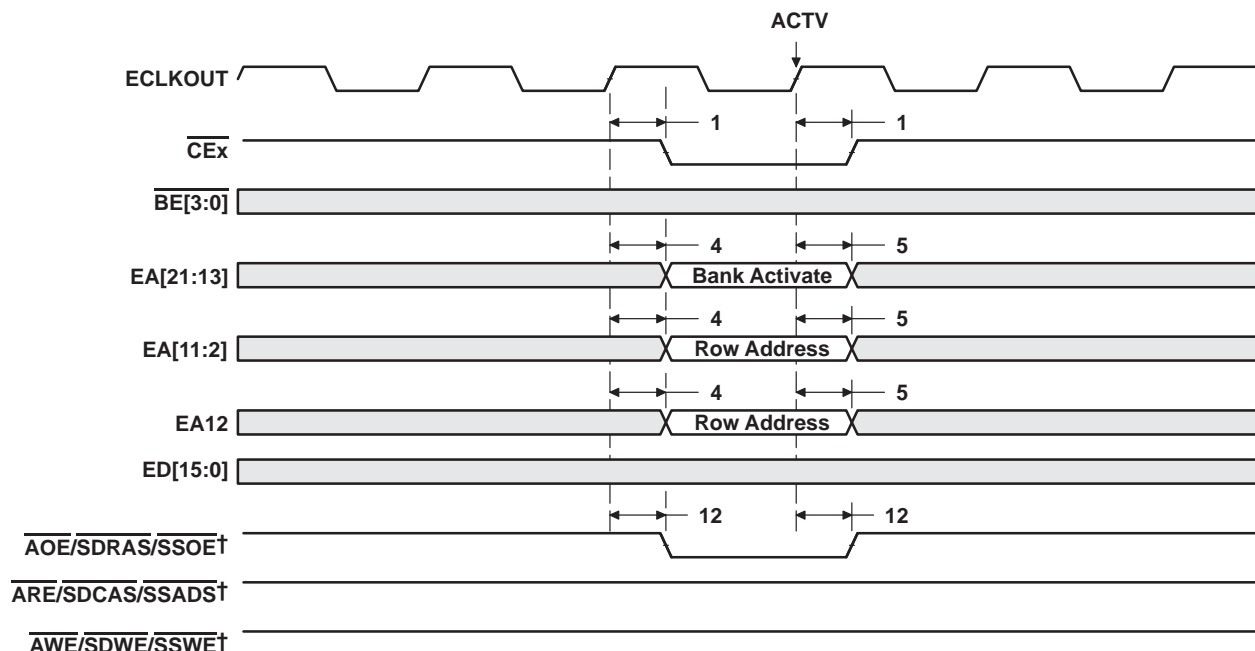 ACTV
ECLKOUT
1 1
CEx
BE[3:0]
4 5
EA[21:13] Bank Activate
4 5
EA[11:2] Row Address
4 5
EA12 Row Address
ED[15:0]
12 12
AOE/SDRAS/SSOE†
ARE/SDCAS/SSADS†
AWE/SDWE/SSWE†